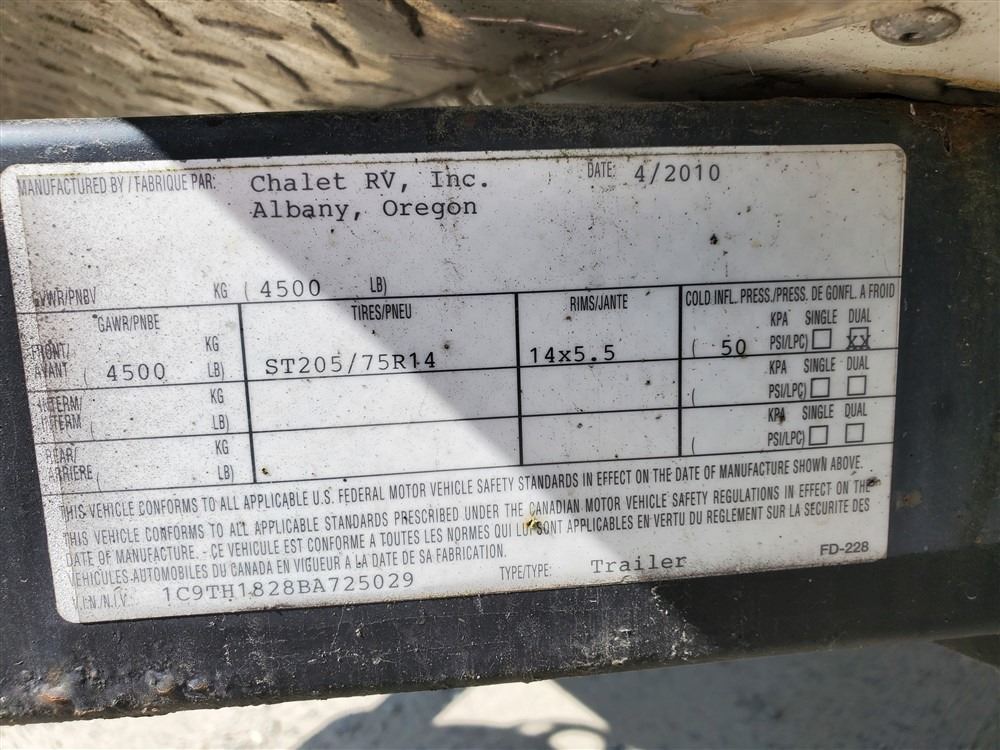 MANUFACTURED BY / FABRIQUE PAR: Chalet RV, Inc. DATE: 4/2010
Albany, Oregon
GVWR/PNBV KG ( 4500 LB)
GAWR/PNBE TIRES/PNEU RIMS/JANTE COLD INFL. PRESS./PRESS. DE GONFL. A FROID
FRONT/ KG KPA SINGLE DUAL
AVANT ( 4500 LB) ST205/75R14 14x5.5 ( 50 PSI/LPC) XX
INTERM/ KG KPA SINGLE DUAL
INTERM ( LB) ( PSI/LPC)
REAR/ KG KPA SINGLE DUAL
ARRIERE ( LB) ( PSI/LPC)
THIS VEHICLE CONFORMS TO ALL APPLICABLE U.S. FEDERAL MOTOR VEHICLE SAFETY STANDARDS IN EFFECT ON THE DATE OF MANUFACTURE SHOWN ABOVE.
THIS VEHICLE CONFORMS TO ALL APPLICABLE STANDARDS PRESCRIBED UNDER THE CANADIAN MOTOR VEHICLE SAFETY REGULATIONS IN EFFECT ON THE
DATE OF MANUFACTURE. - CE VEHICULE EST CONFORME A TOUTES LES NORMES QUI LUI SONT APPLICABLES EN VERTU DU REGLEMENT SUR LA SECURITE DES
VEHICULES AUTOMOBILES DU CANADA EN VIGUEUR A LA DATE DE SA FABRICATION. FD-228
V.I.N./N.I.V. 1C9TH1828BA725029 TYPE/TYPE: Trailer